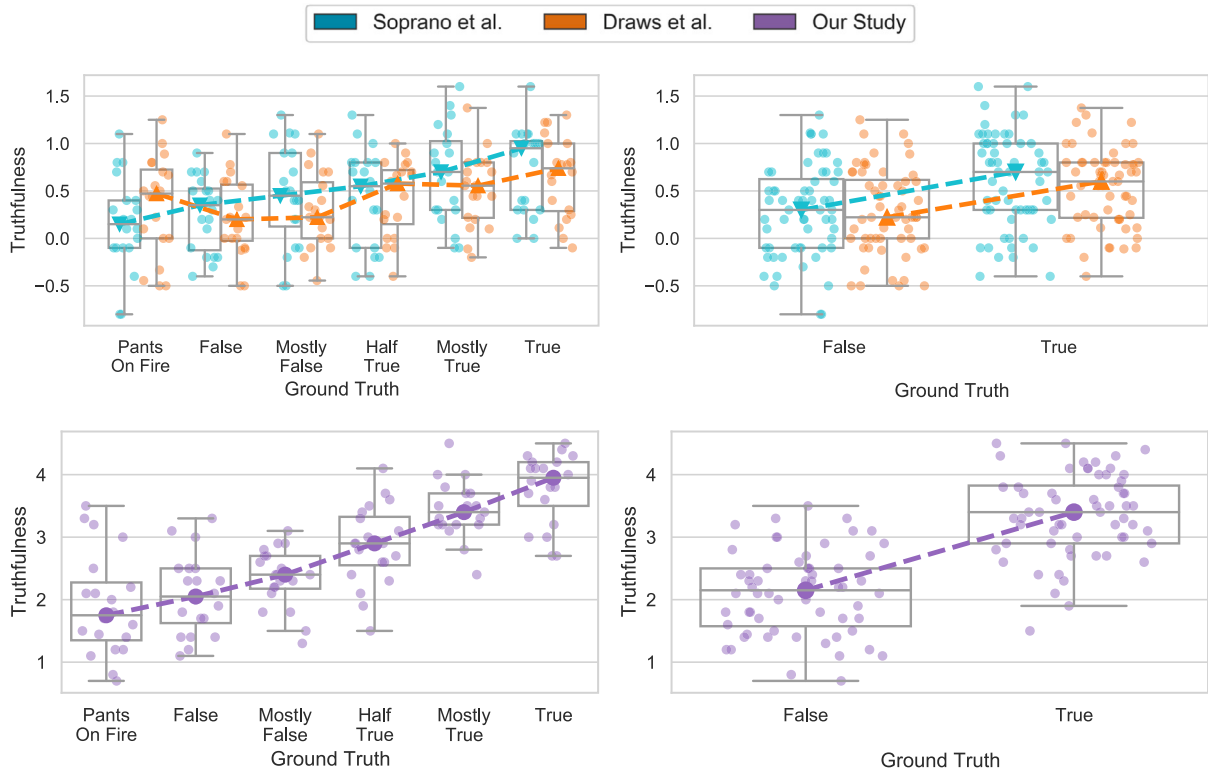 Soprano et al. Draws et al. Our Study
Truthfulness
1.5
1.0
0.5
0.0
−0.5
Pants On Fire
False
Mostly False
Half True
Mostly True
True
Ground Truth
Truthfulness
1.5
1.0
0.5
0.0
−0.5
False True
Ground Truth
Truthfulness
4
3
2
1
Pants On Fire
False
Mostly False
Half True
Mostly True
True
Ground Truth
Truthfulness
4
3
2
1
False True
Ground Truth